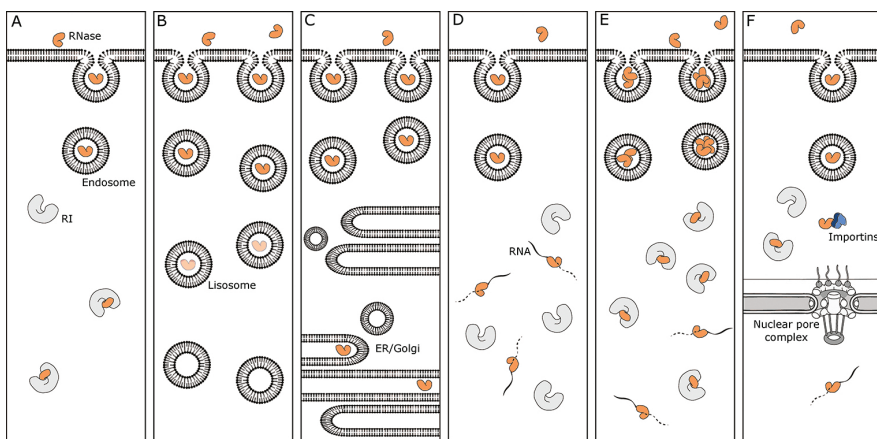 A
RNase
Endosome
RI
B
Lisosome
C
ER/Golgi
D
RNA
E
F
Importins
Nuclear pore
complex